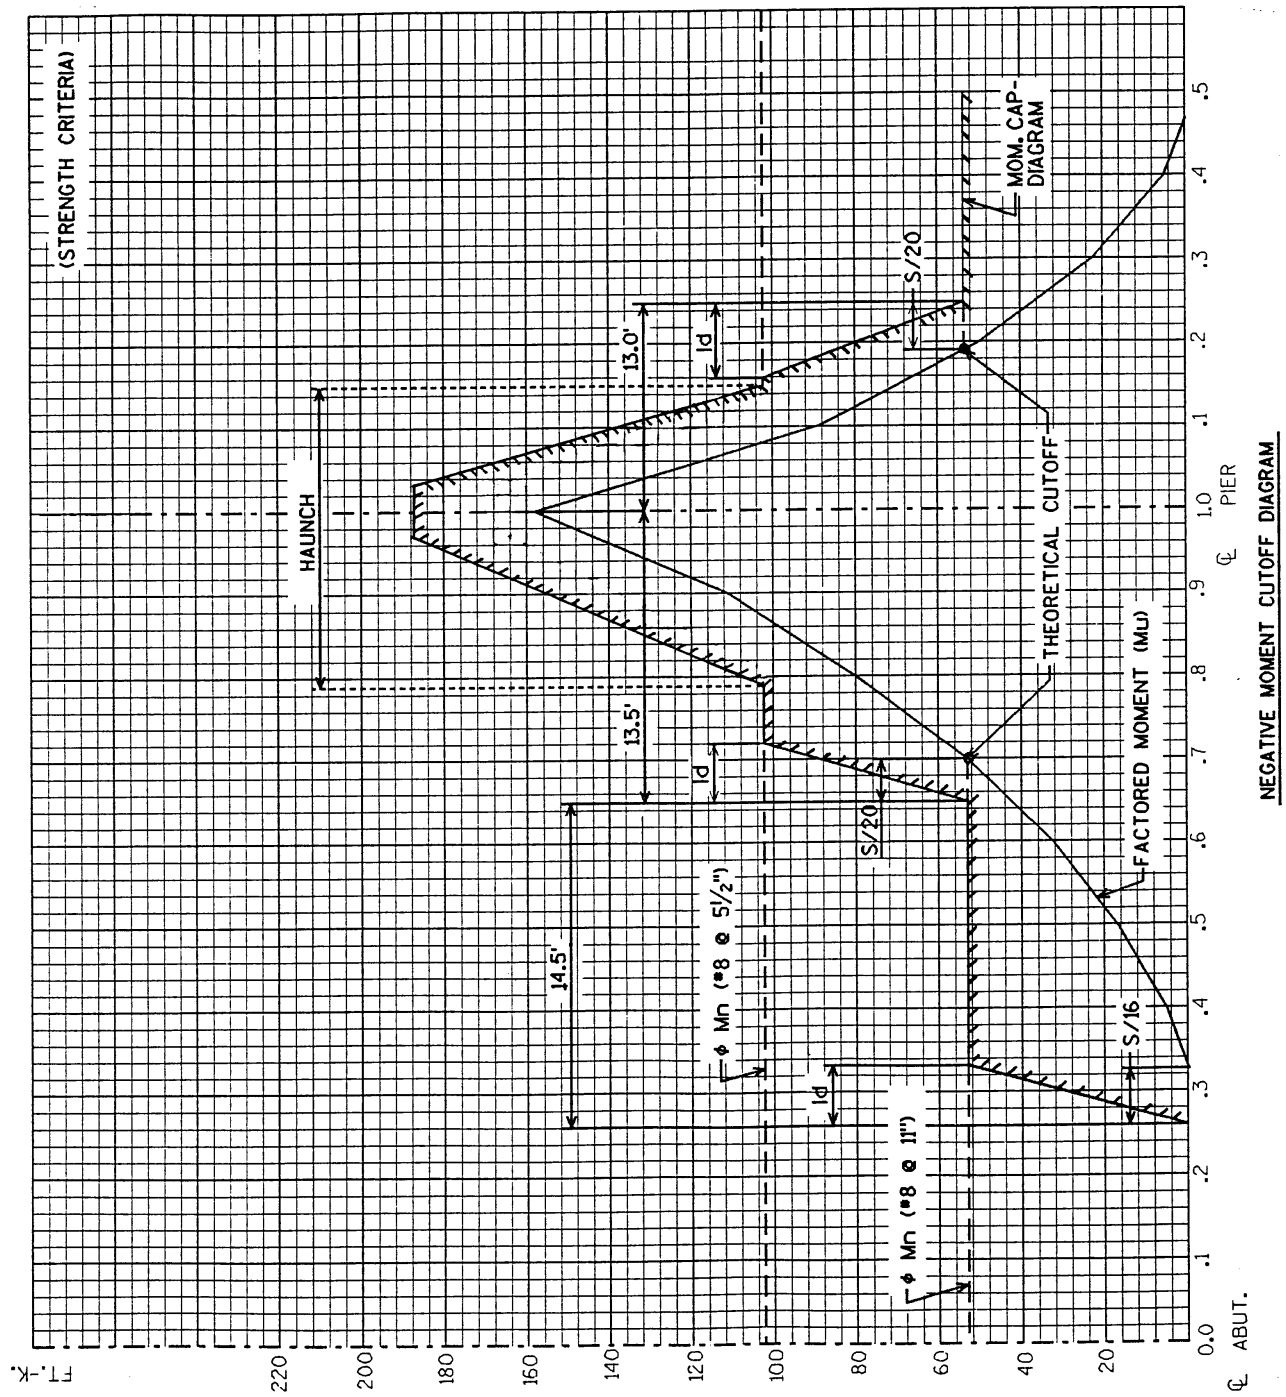 (STRENGTH CRITERIA)
FT.-K.
220
200
180
160
140
120
100
80
60
40
20
HAUNCH
13.5'
13.0'
14.5'
ld
ld
ld
S/20
S/20
S/16
φ Mn (#8 @ 5 1/2")
φ Mn (#8 @ 11")
MOM. CAP-
DIAGRAM
THEORETICAL CUTOFF
FACTORED MOMENT (Mu)
0.0
.1
.2
.3
.4
.5
.6
.7
.8
.9
1.0
.1
.2
.3
.4
.5
℄ ABUT.
℄ PIER
NEGATIVE MOMENT CUTOFF DIAGRAM